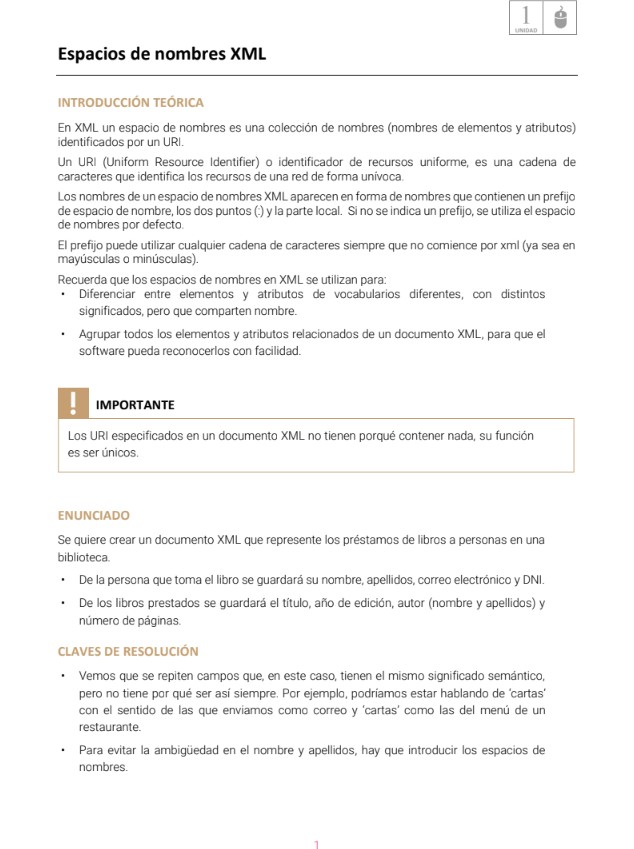 1
UNIDAD
Espacios de nombres XML
INTRODUCCIÓN TEÓRICA
En XML un espacio de nombres es una colección de nombres (nombres de elementos y atributos)
identificados por un URI.
Un URI (Uniform Resource Identifier) o identificador de recursos uniforme, es una cadena de
caracteres que identifica los recursos de una red de forma unívoca.
Los nombres de un espacio de nombres XML aparecen en forma de nombres que contienen un prefijo
de espacio de nombre, los dos puntos (:) y la parte local. Si no se indica un prefijo, se utiliza el espacio
de nombres por defecto.
El prefijo puede utilizar cualquier cadena de caracteres siempre que no comience por xml (ya sea en
mayúsculas o minúsculas).
Recuerda que los espacios de nombres en XML se utilizan para:
• Diferenciar entre elementos y atributos de vocabularios diferentes, con distintos
significados, pero que comparten nombre.
• Agrupar todos los elementos y atributos relacionados de un documento XML, para que el
software pueda reconocerlos con facilidad.
! IMPORTANTE
Los URI especificados en un documento XML no tienen porqué contener nada, su función
es ser únicos.
ENUNCIADO
Se quiere crear un documento XML que represente los préstamos de libros a personas en una
biblioteca.
• De la persona que toma el libro se guardará su nombre, apellidos, correo electrónico y DNI.
• De los libros prestados se guardará el título, año de edición, autor (nombre y apellidos) y
número de páginas.
CLAVES DE RESOLUCIÓN
• Vemos que se repiten campos que, en este caso, tienen el mismo significado semántico,
pero no tiene por qué ser así siempre. Por ejemplo, podríamos estar hablando de 'cartas'
con el sentido de las que enviamos como correo y 'cartas' como las del menú de un
restaurante.
• Para evitar la ambigüedad en el nombre y apellidos, hay que introducir los espacios de
nombres.
1